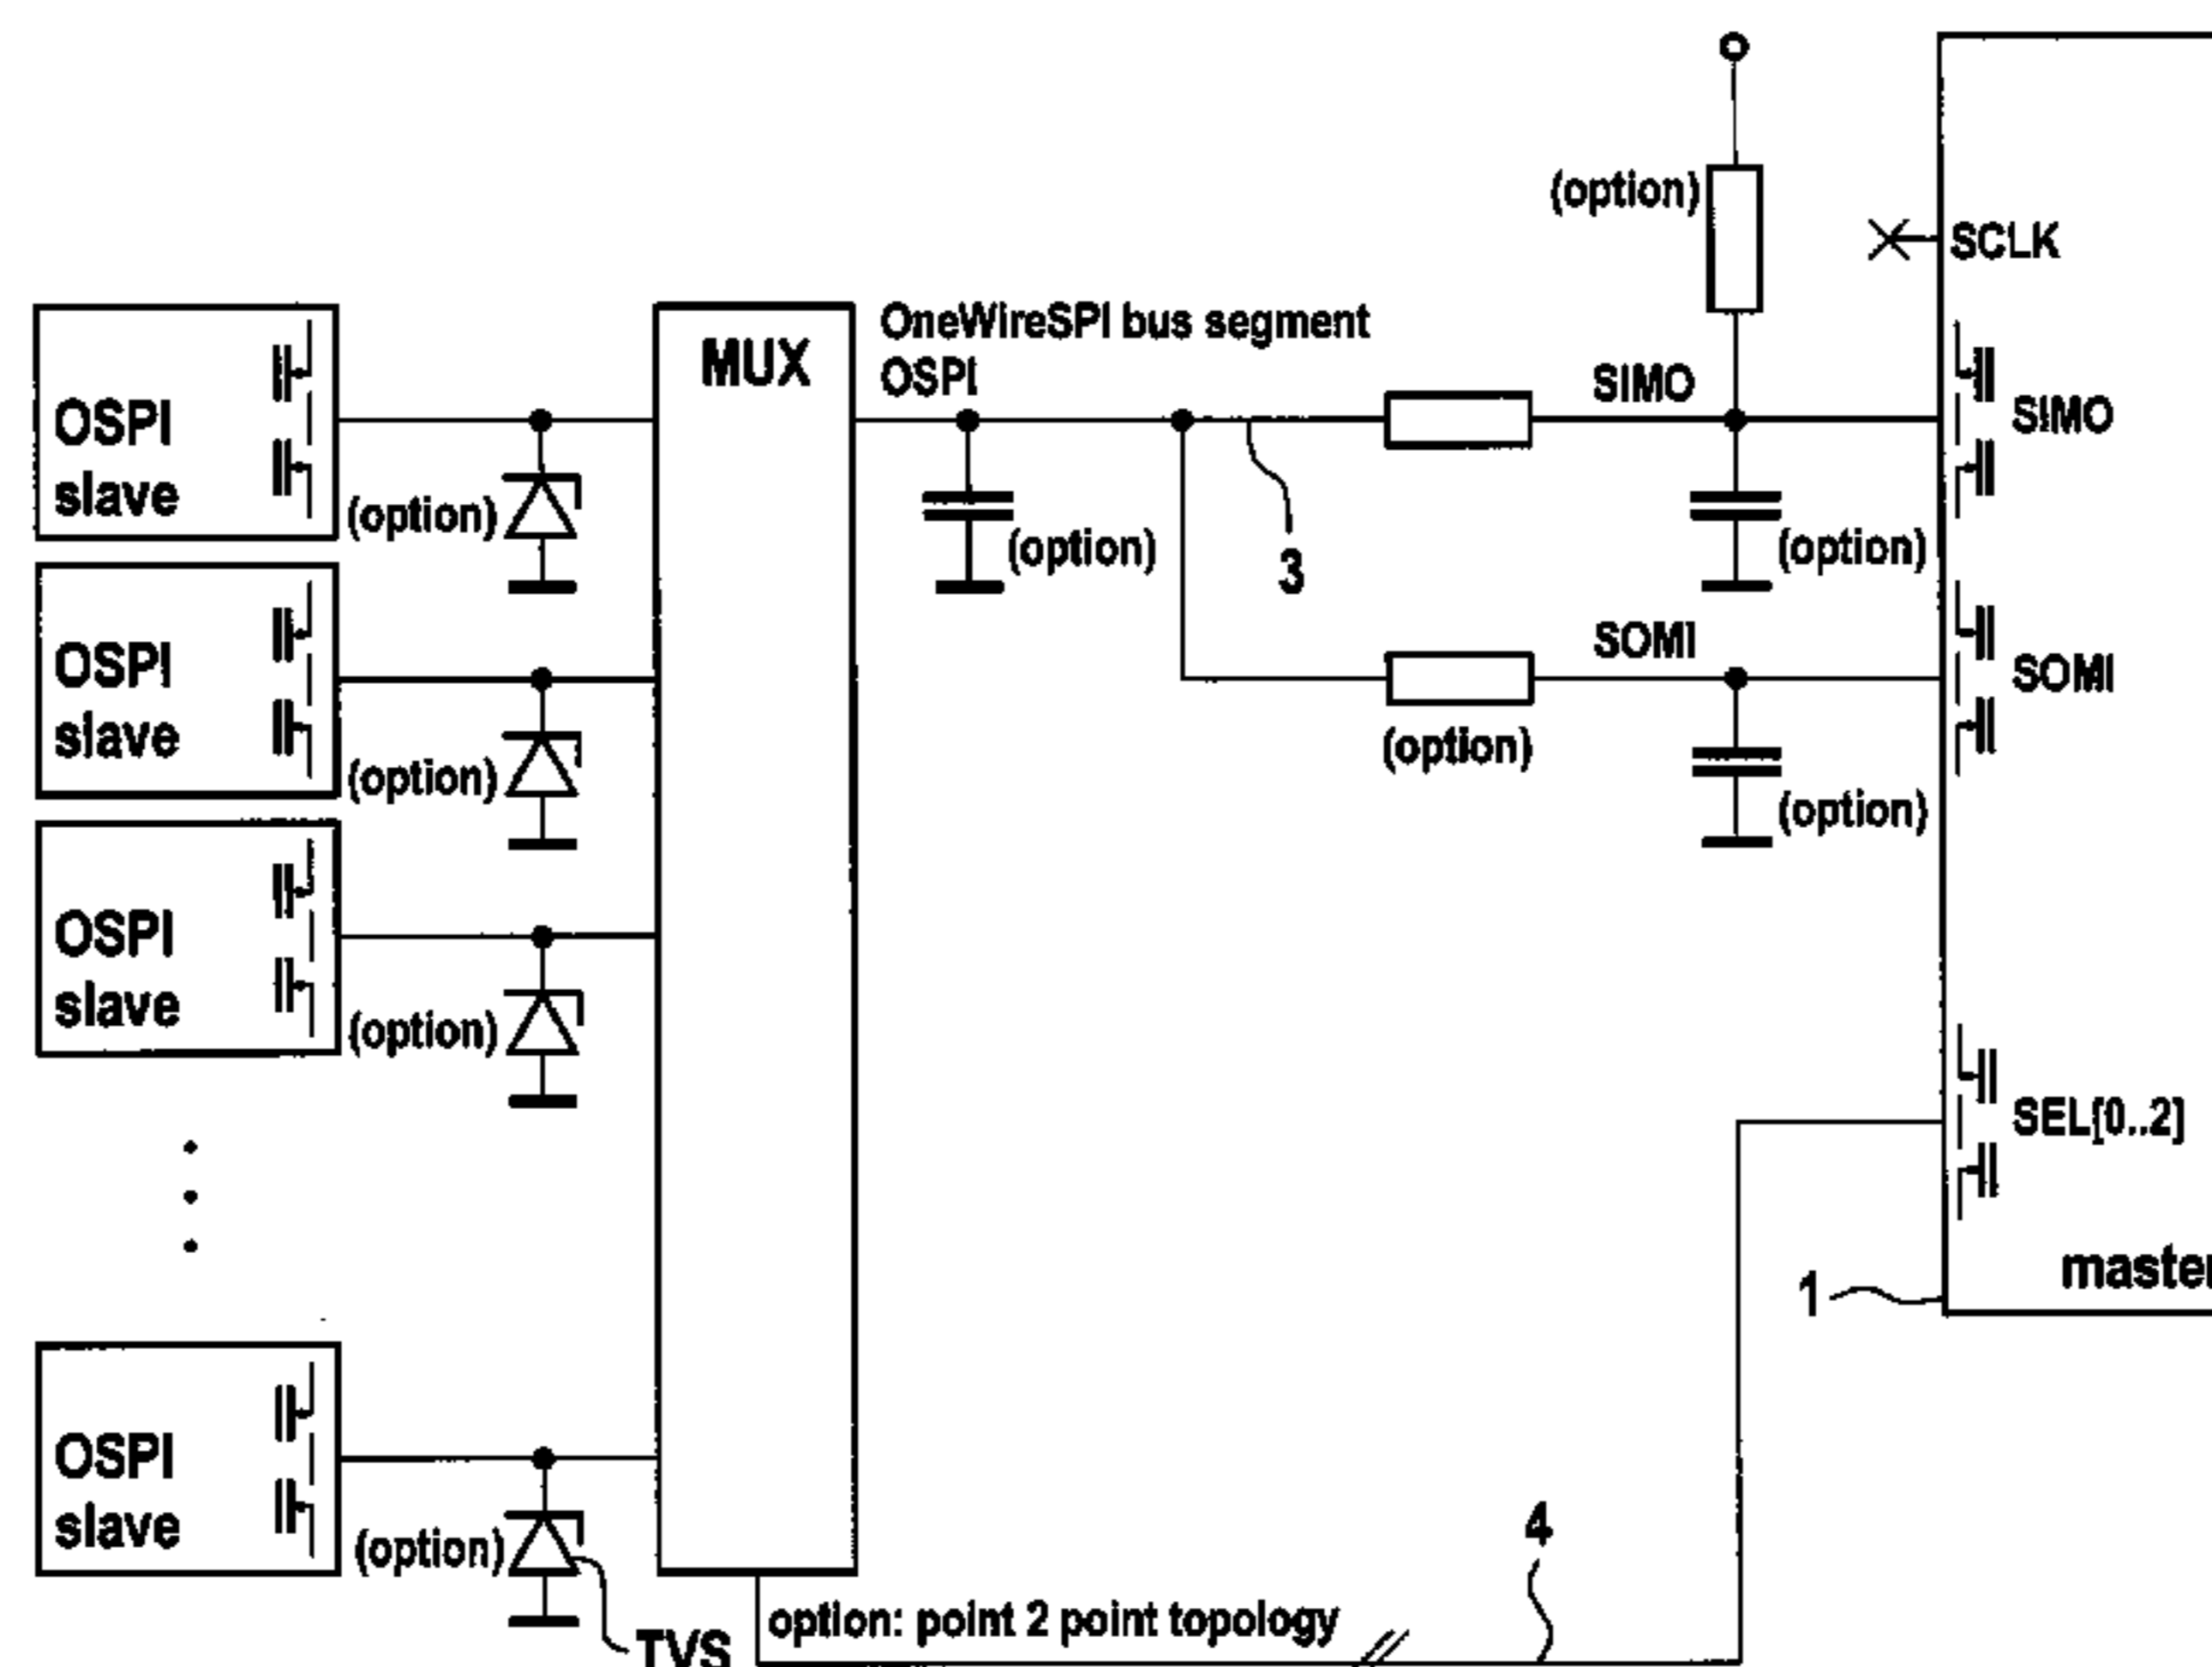 (option)
SCLK
OneWireSPI bus segment
OSPI
MUX
SIMO
SIMO
OSPI
slave
(option)
(option)
3
(option)
OSPI
slave
(option)
SOMI
SOMI
(option)
(option)
OSPI
slave
(option)
SEL[0..2]
master
1
OSPI
slave
(option)
TVS
option: point 2 point topology
4